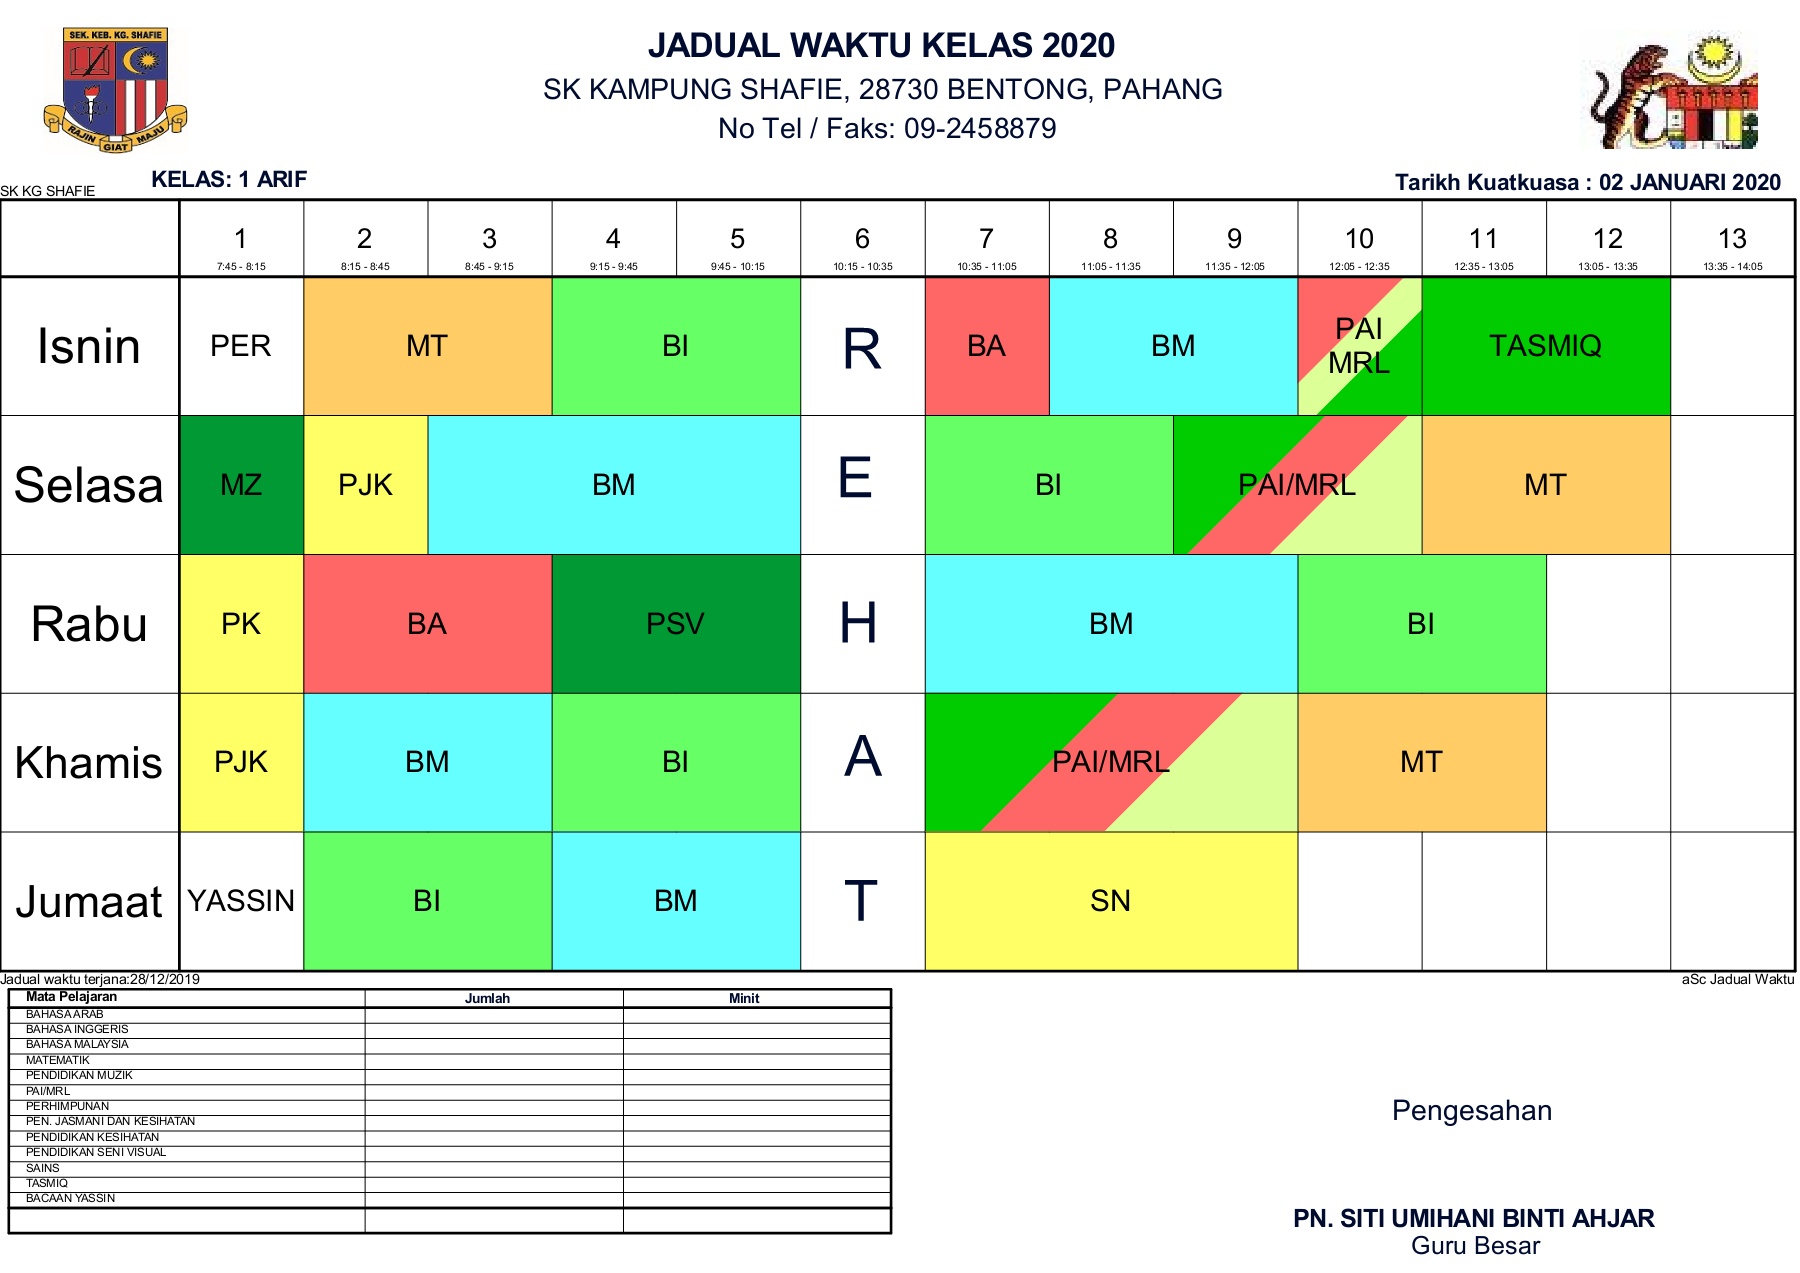 SEK. KEB. KG. SHAFIE
RAJIN GIAT MAJU
JADUAL WAKTU KELAS 2020
SK KAMPUNG SHAFIE, 28730 BENTONG, PAHANG
No Tel / Faks: 09-2458879
SK KG SHAFIE
KELAS: 1 ARIF
Tarikh Kuatkuasa : 02 JANUARI 2020
1 2 3 4 5 6 7 8 9 10 11 12 13
7:45 - 8:15 8:15 - 8:45 8:45 - 9:15 9:15 - 9:45 9:45 - 10:15 10:15 - 10:35 10:35 - 11:05 11:05 - 11:35 11:35 - 12:05 12:05 - 12:35 12:35 - 13:05 13:05 - 13:35 13:35 - 14:05
Isnin PER MT BI R BA BM PAI MRL TASMIQ
Selasa MZ PJK BM E BI PAI/MRL MT
Rabu PK BA PSV H BM BI
Khamis PJK BM BI A PAI/MRL MT
Jumaat YASSIN BI BM T SN
Jadual waktu terjana:28/12/2019
aSc Jadual Waktu
Mata Pelajaran Jumlah Minit
BAHASA ARAB
BAHASA INGGERIS
BAHASA MALAYSIA
MATEMATIK
PENDIDIKAN MUZIK
PAI/MRL
PERHIMPUNAN
PEN. JASMANI DAN KESIHATAN
PENDIDIKAN KESIHATAN
PENDIDIKAN SENI VISUAL
SAINS
TASMIQ
BACAAN YASSIN
Pengesahan
PN. SITI UMIHANI BINTI AHJAR
Guru Besar